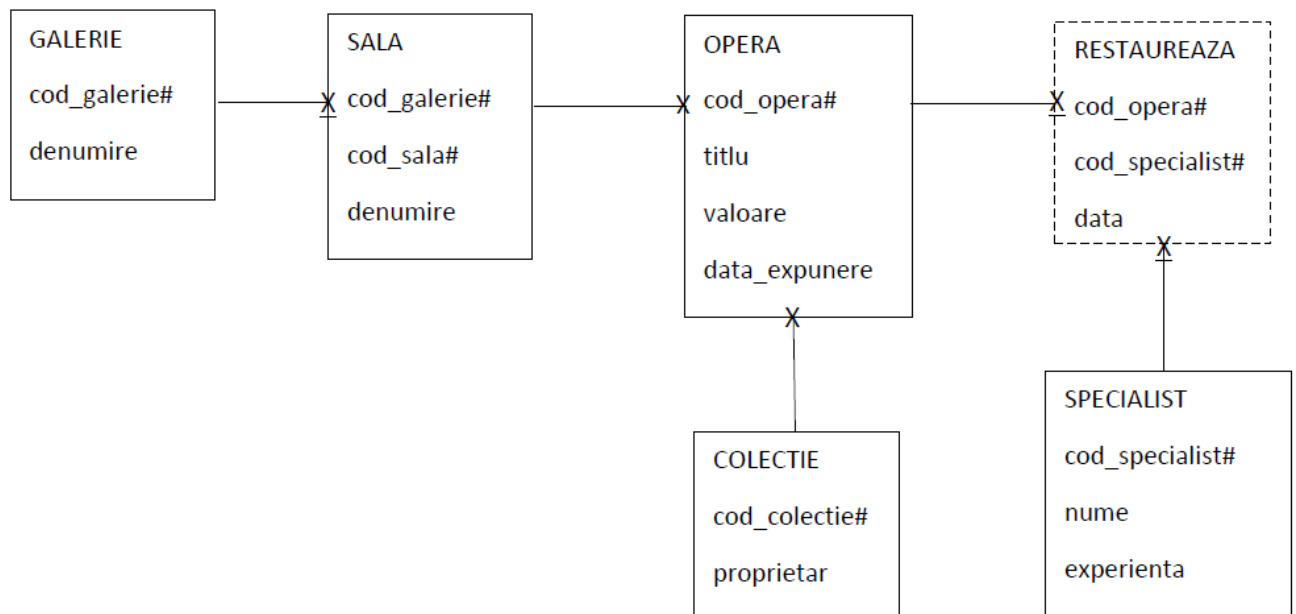 GALERIE
cod_galerie#
denumire
SALA
cod_galerie#
cod_sala#
denumire
OPERA
cod_opera#
titlu
valoare
data_expunere
RESTAUREAZA
cod_opera#
cod_specialist#
data
COLECTIE
cod_colectie#
proprietar
SPECIALIST
cod_specialist#
nume
experienta
X
X
X
X
X